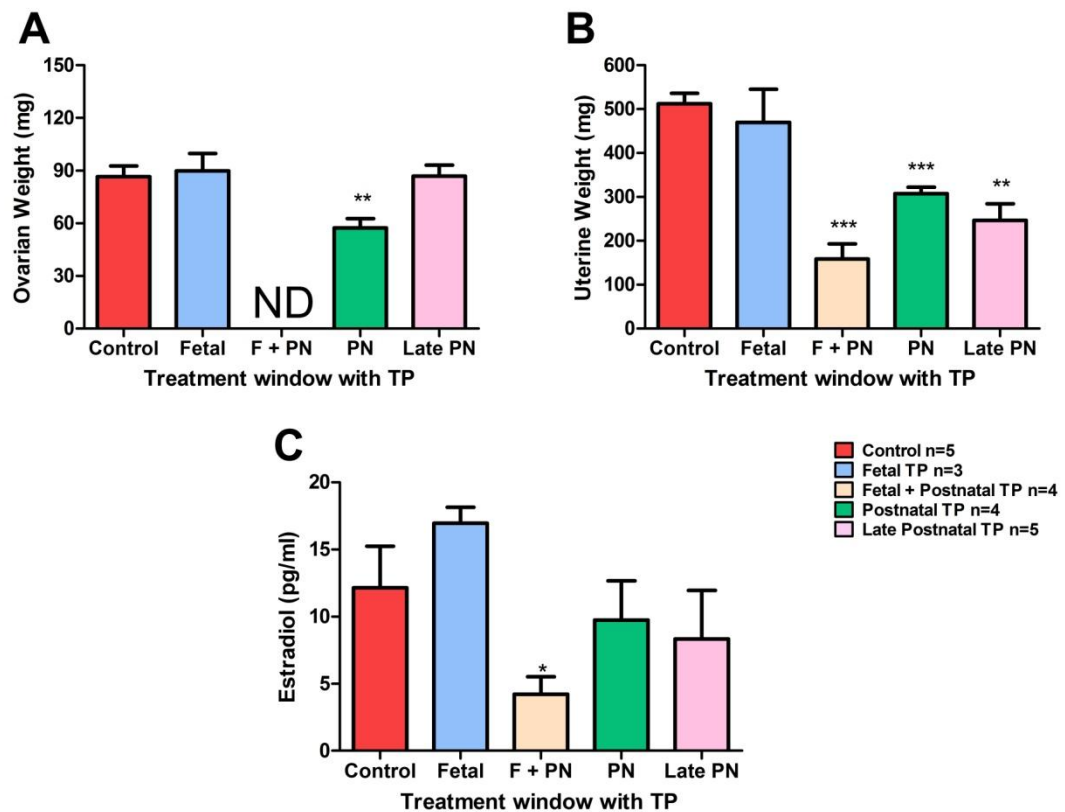 A
Ovarian Weight (mg)
150
120
90
60
30
0
**
ND
Control Fetal F + PN PN Late PN
Treatment window with TP
B
Uterine Weight (mg)
600
500
400
300
200
100
0
***
***
**
Control Fetal F + PN PN Late PN
Treatment window with TP
C
Estradiol (pg/ml)
20
15
10
5
0
*
Control Fetal F + PN PN Late PN
Treatment window with TP
Control n=5
Fetal TP n=3
Fetal + Postnatal TP n=4
Postnatal TP n=4
Late Postnatal TP n=5